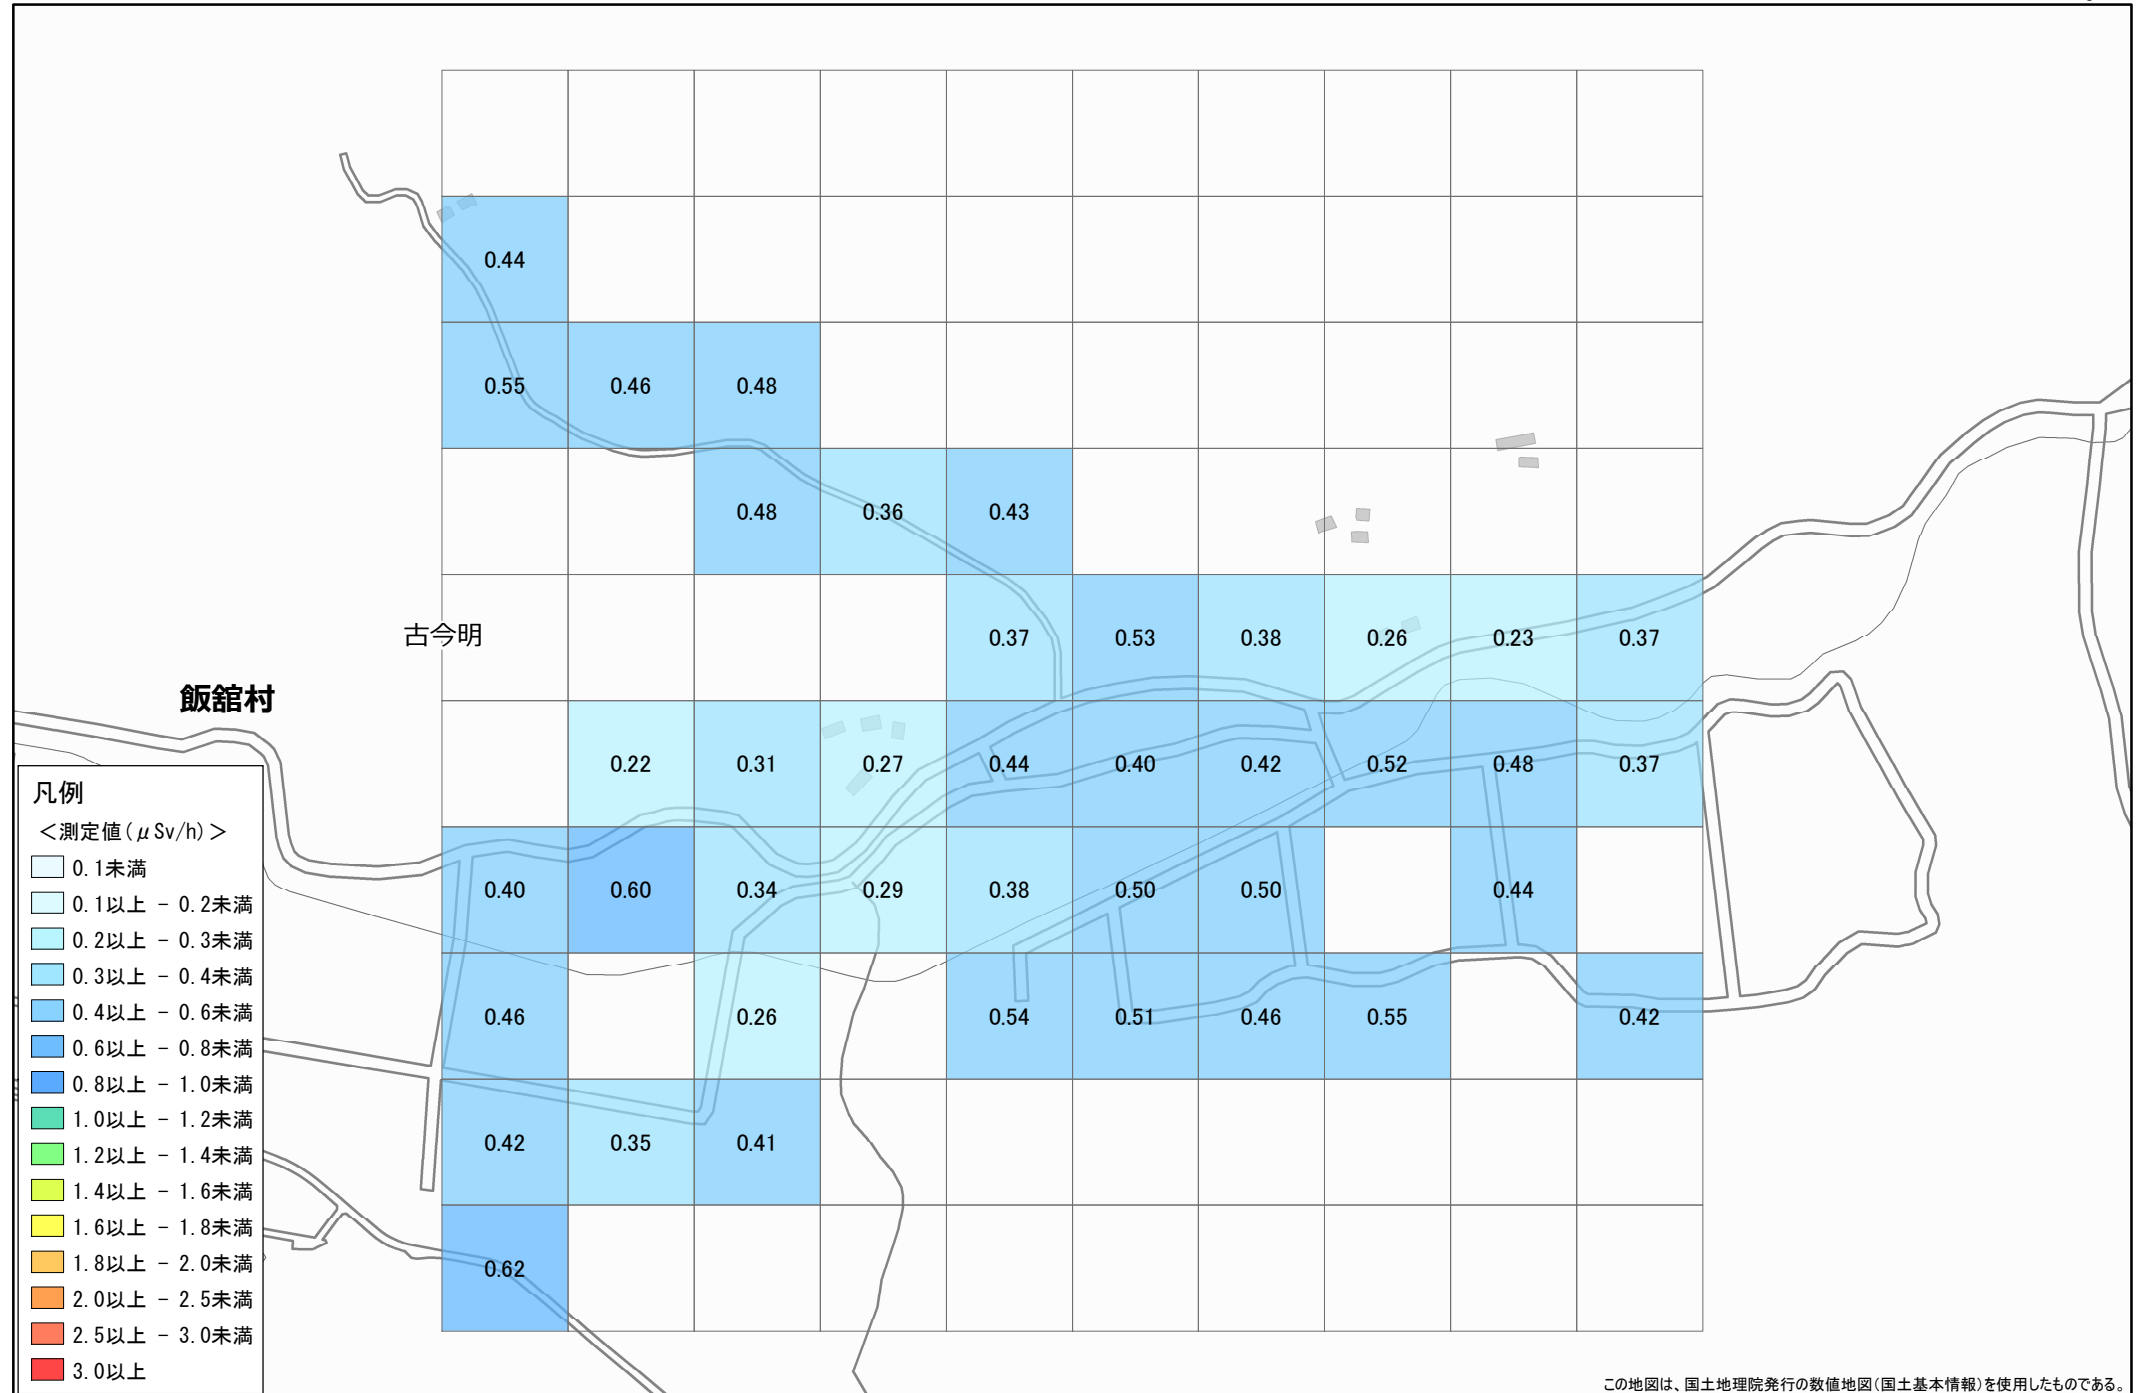 0.44
0.55 0.46 0.48
0.48 0.36 0.43
古今明
0.37 0.53 0.38 0.26 0.23 0.37
飯舘村
0.22 0.31 0.27 0.44 0.40 0.42 0.52 0.48 0.37
0.40 0.60 0.34 0.29 0.38 0.50 0.50 0.44
0.46 0.26 0.54 0.51 0.46 0.55 0.42
0.42 0.35 0.41
0.62
凡例
<測定値(μSv/h)>
0.1未満
0.1以上 - 0.2未満
0.2以上 - 0.3未満
0.3以上 - 0.4未満
0.4以上 - 0.6未満
0.6以上 - 0.8未満
0.8以上 - 1.0未満
1.0以上 - 1.2未満
1.2以上 - 1.4未満
1.4以上 - 1.6未満
1.6以上 - 1.8未満
1.8以上 - 2.0未満
2.0以上 - 2.5未満
2.5以上 - 3.0未満
3.0以上
この地図は、国土地理院発行の数値地図(国土基本情報)を使用したものである。